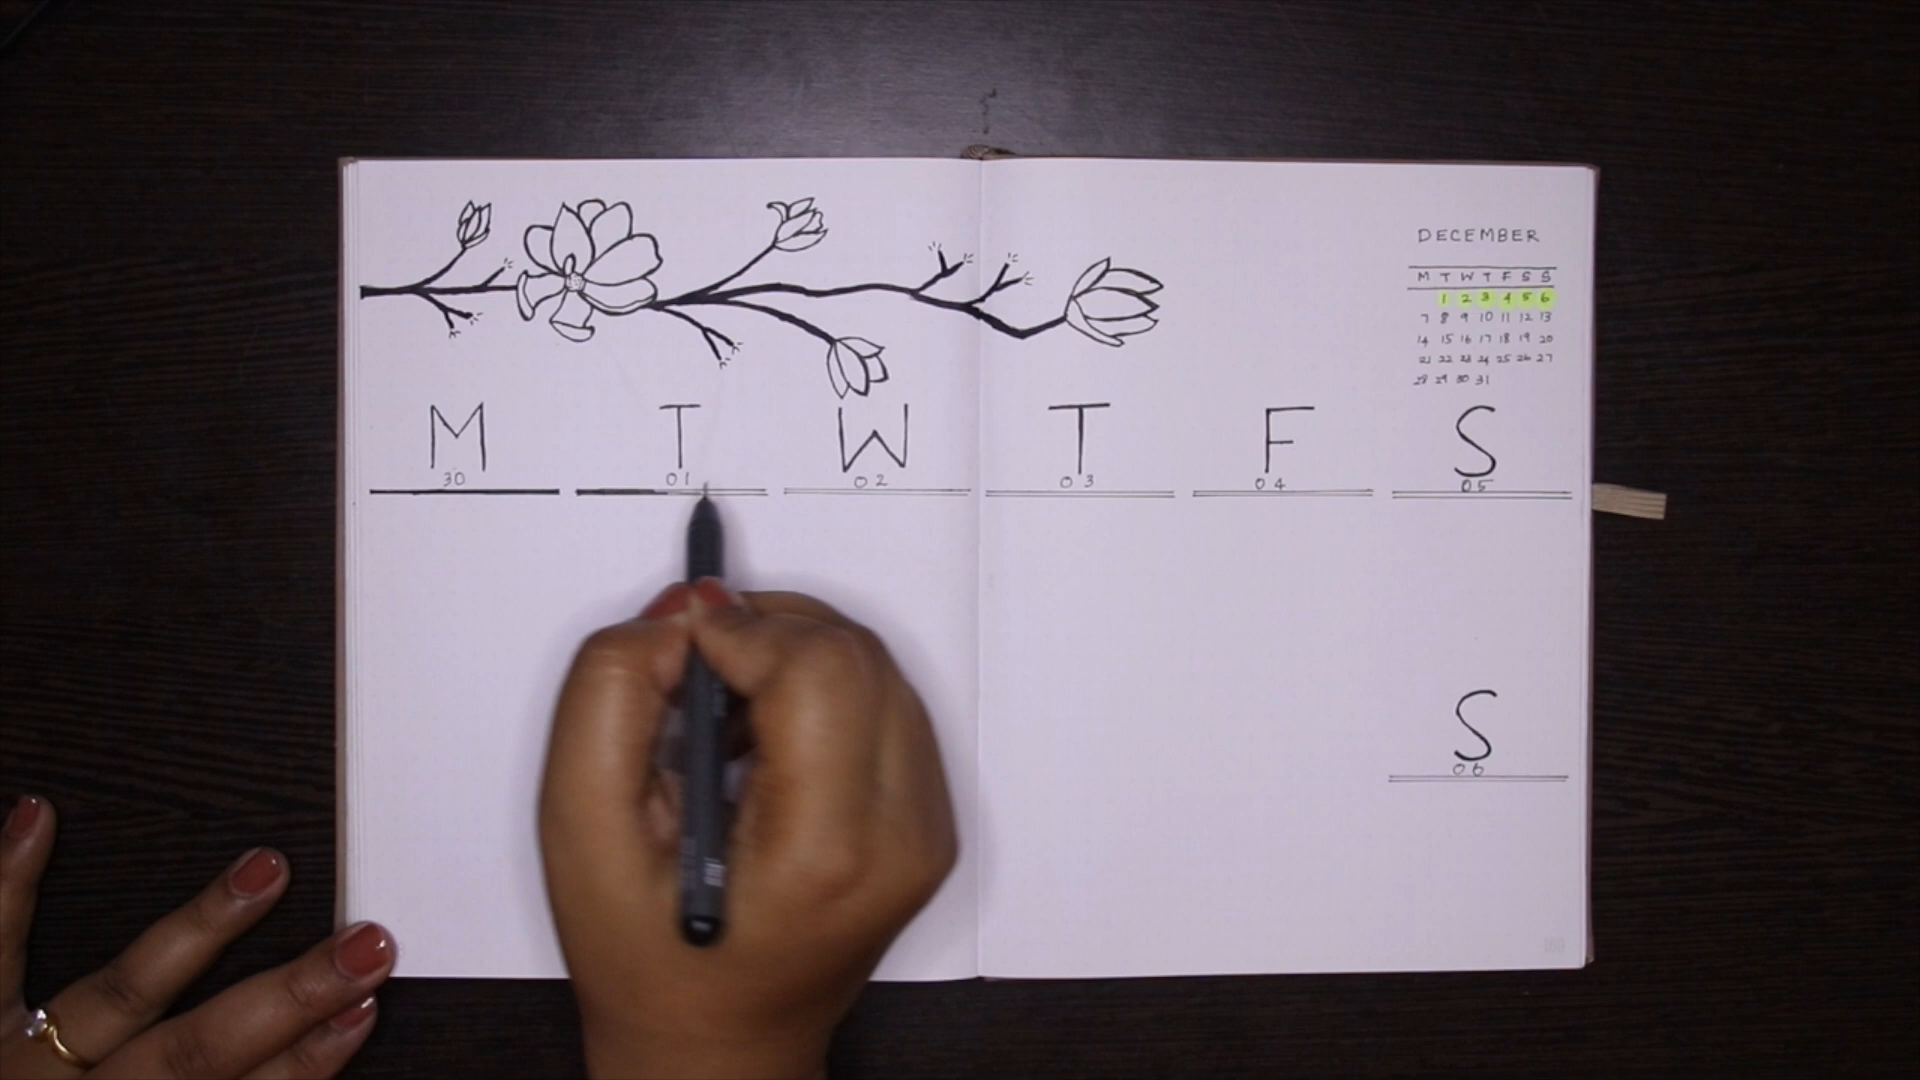 DECEMBER
M T W T F S S
1 2 3 4 5 6
7 8 9 10 11 12 13
14 15 16 17 18 19 20
21 22 23 24 25 26 27
28 29 30 31
M T W T F S
30 01 02 03 04 05
S
06